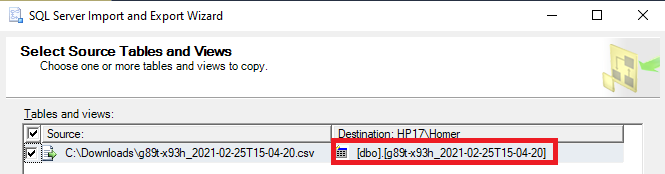 SQL Server Import and Export Wizard
Select Source Tables and Views
Choose one or more tables and views to copy.
Tables and views:
Source: Destination: HP17\Homer
C:\Downloads\g89t-x93h_2021-02-25T15-04-20.csv [dbo].[g89t-x93h_2021-02-25T15-04-20]